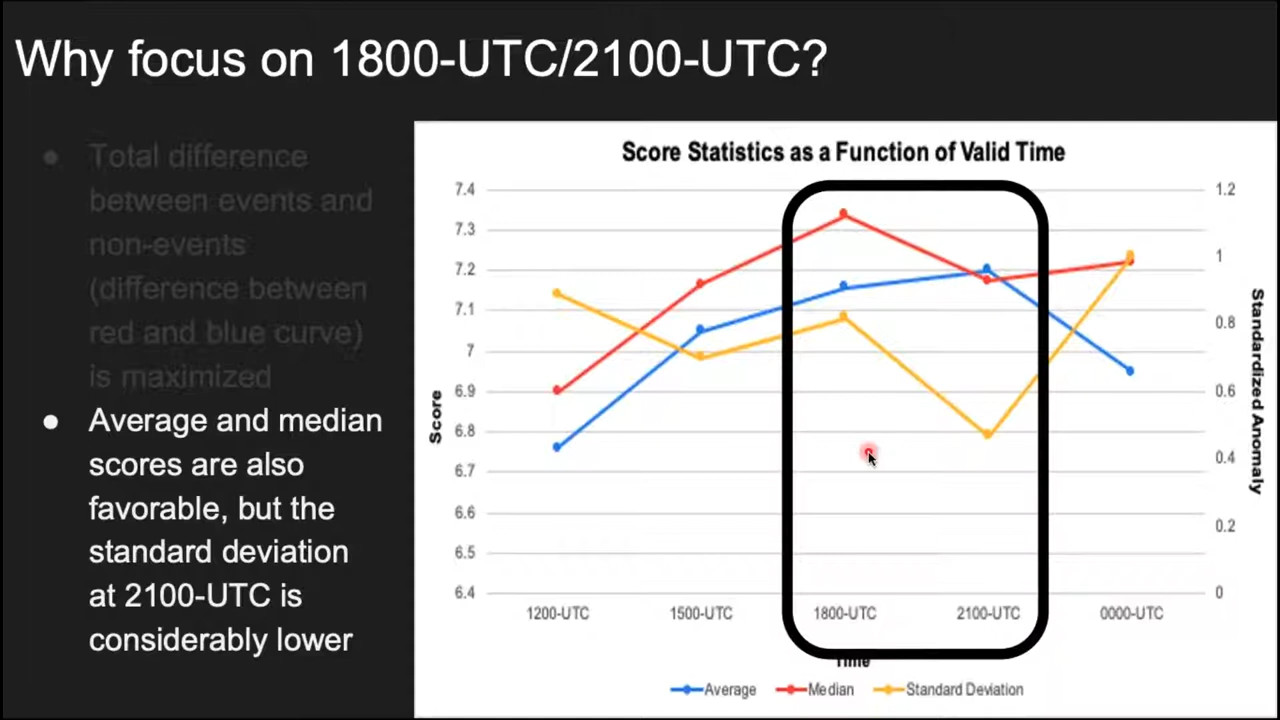 Why focus on 1800-UTC/2100-UTC?
● Total difference
between events and
non-events
(difference between
red and blue curve)
is maximized
● Average and median
scores are also
favorable, but the
standard deviation
at 2100-UTC is
considerably lower
Score Statistics as a Function of Valid Time
7.4
7.3
7.2
7.1
7
6.9
6.8
6.7
6.6
6.5
6.4
Score
1.2
1
0.8
0.6
0.4
0.2
0
Standardized Anomaly
1200-UTC 1500-UTC 1800-UTC 2100-UTC 0000-UTC
Time
Average Median Standard Deviation